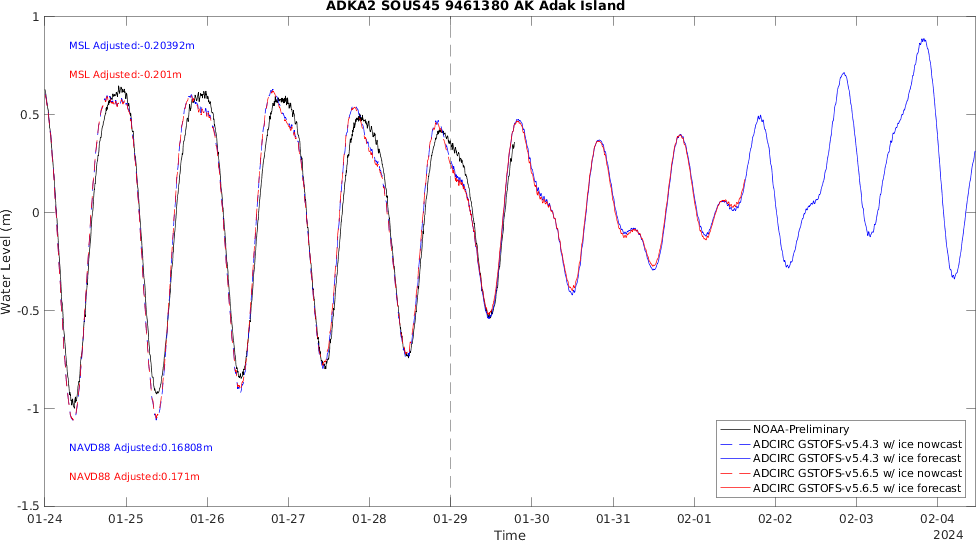 ADKA2 SOUS45 9461380 AK Adak Island
1
MSL Adjusted:-0.20392m
MSL Adjusted:-0.201m
0.5
0
Water Level (m)
-0.5
-1
NAVD88 Adjusted:0.16808m
NAVD88 Adjusted:0.171m
-1.5
NOAA-Preliminary
ADCIRC GSTOFS-v5.4.3 w/ ice nowcast
ADCIRC GSTOFS-v5.4.3 w/ ice forecast
ADCIRC GSTOFS-v5.6.5 w/ ice nowcast
ADCIRC GSTOFS-v5.6.5 w/ ice forecast
01-24 01-25 01-26 01-27 01-28 01-29 01-30 01-31 02-01 02-02 02-03 02-04
Time
2024